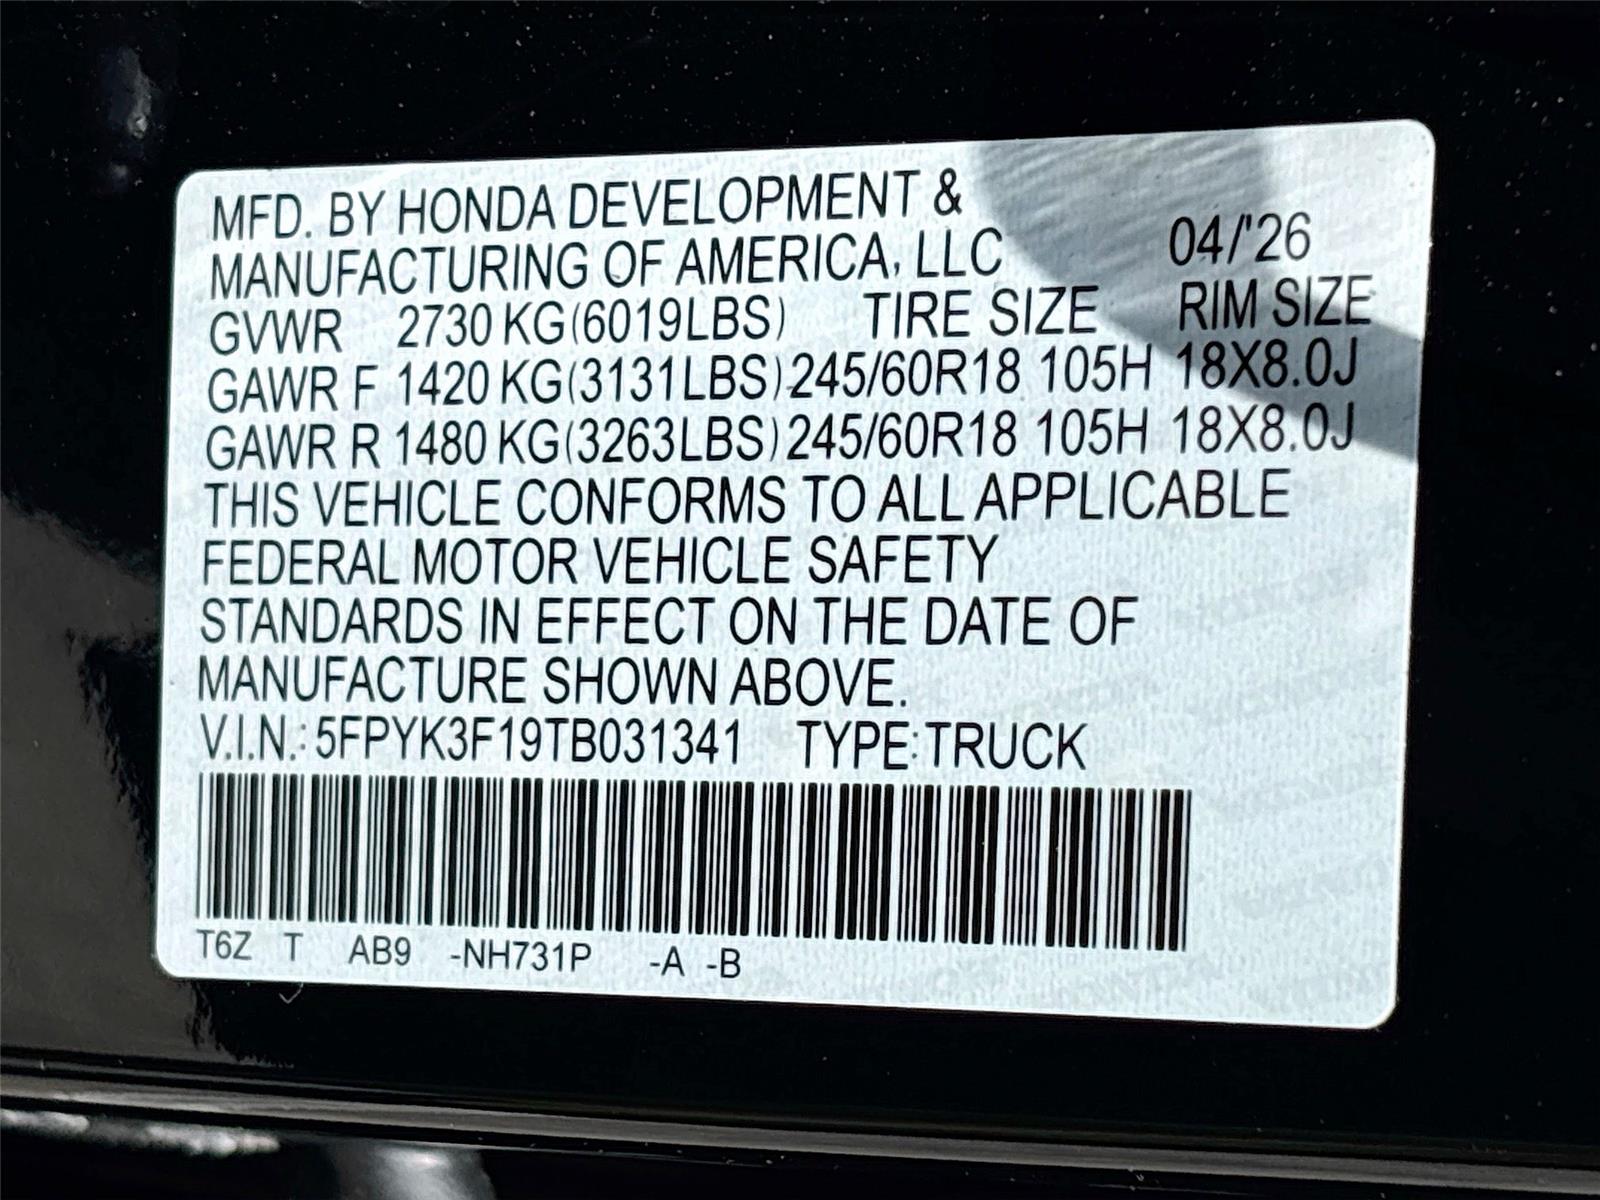 MFD. BY HONDA DEVELOPMENT &
MANUFACTURING OF AMERICA, LLC 04/'26
GVWR 2730 KG(6019LBS) TIRE SIZE RIM SIZE
GAWR F 1420 KG(3131LBS) 245/60R18 105H 18X8.0J
GAWR R 1480 KG(3263LBS) 245/60R18 105H 18X8.0J
THIS VEHICLE CONFORMS TO ALL APPLICABLE
FEDERAL MOTOR VEHICLE SAFETY
STANDARDS IN EFFECT ON THE DATE OF
MANUFACTURE SHOWN ABOVE.
V.I.N.: 5FPYK3F19TB031341 TYPE: TRUCK
T6Z T AB9 -NH731P -A -B